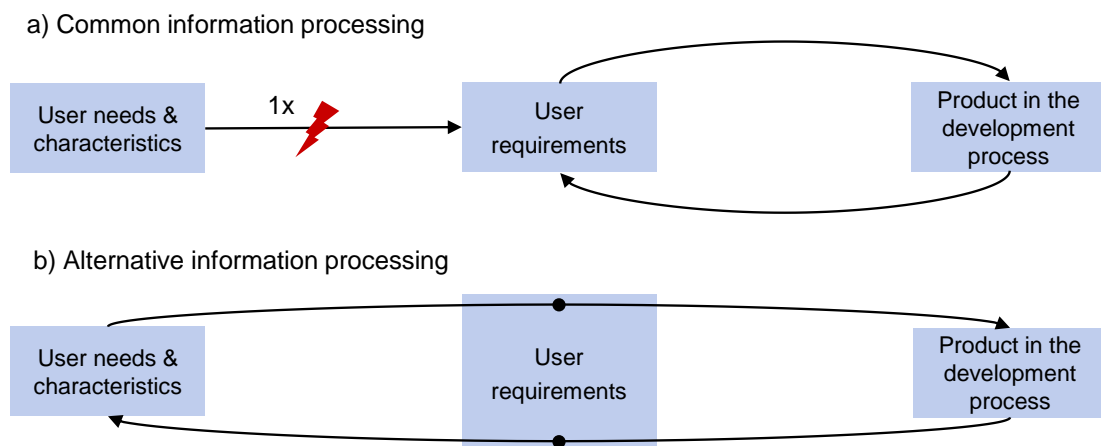 a) Common information processing
User needs &
characteristics
1x
User
requirements
Product in the
development
process
b) Alternative information processing
User needs &
characteristics
User
requirements
Product in the
development
process